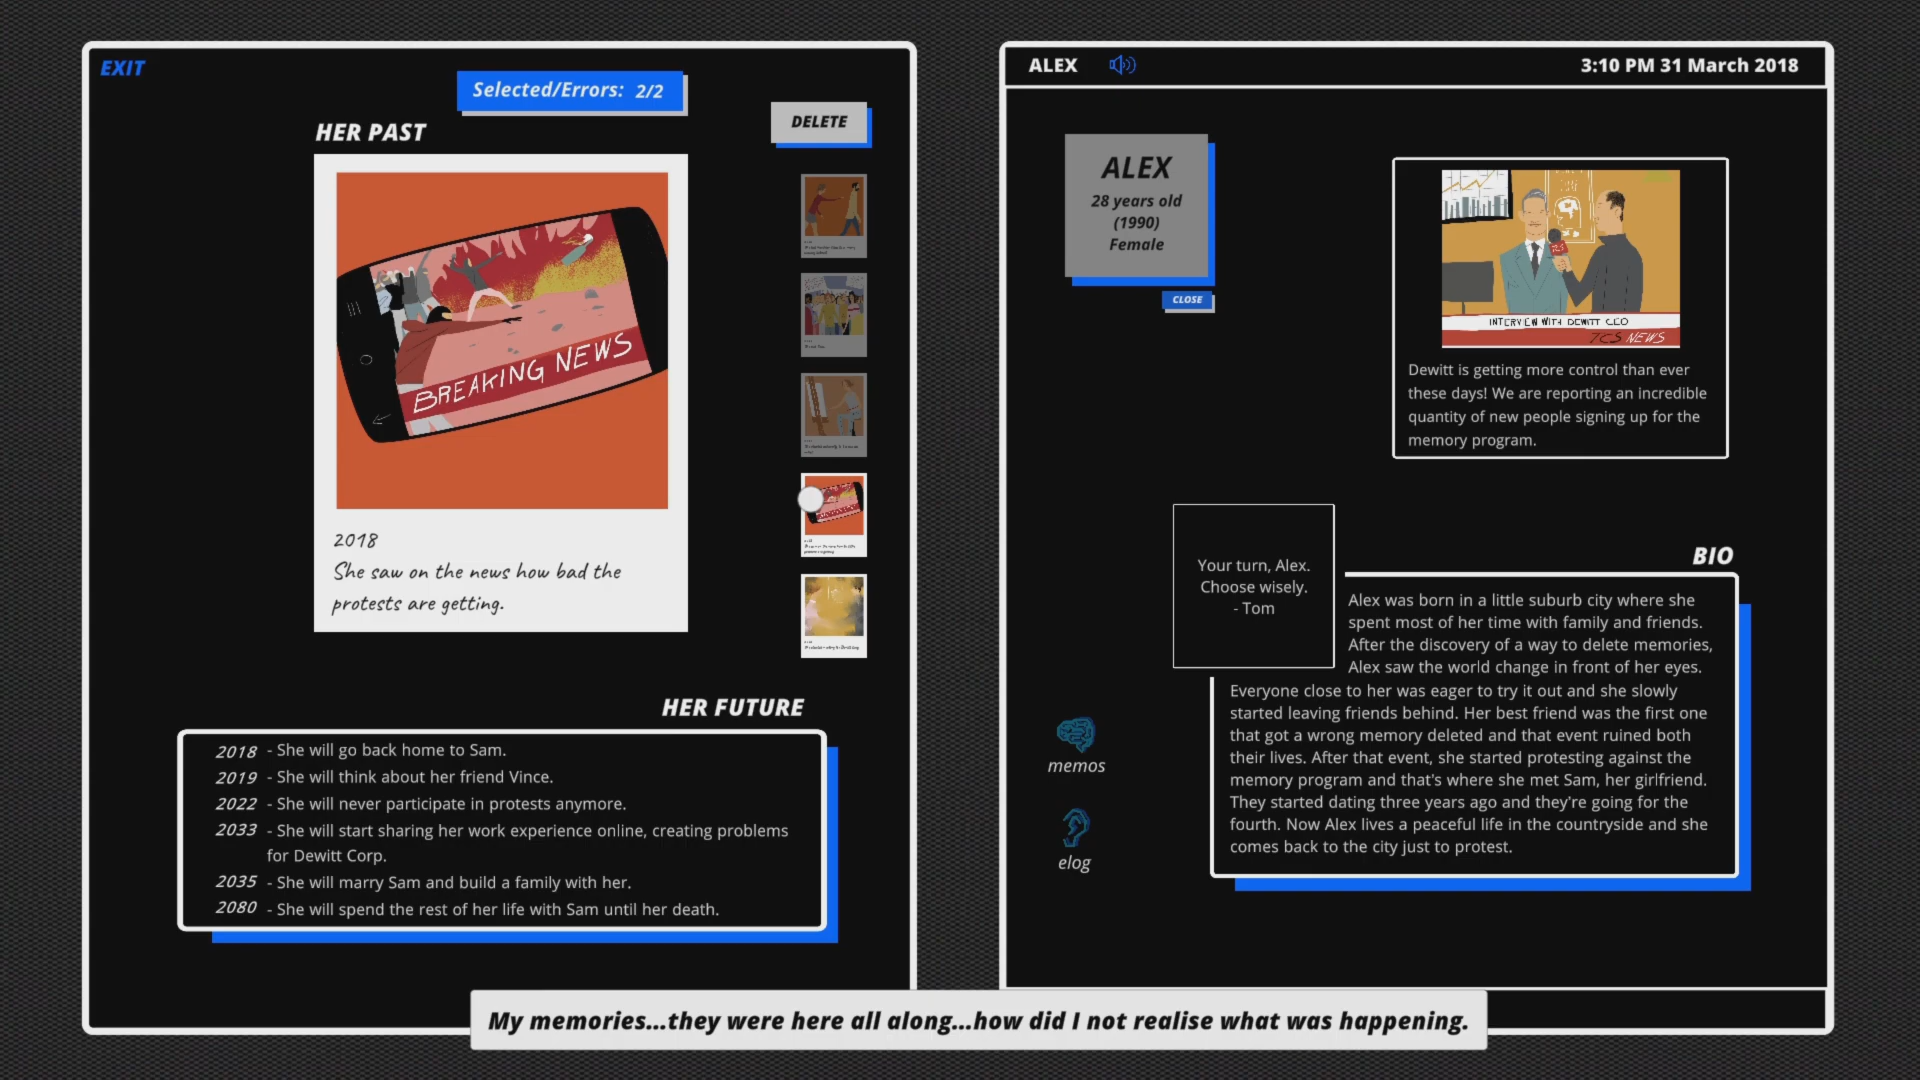 EXIT
Selected/Errors: 2/2
HER PAST
DELETE
BREAKING NEWS
2018
She saw on the news how bad the
protests are getting.
HER FUTURE
2018 - She will go back home to Sam.
2019 - She will think about her friend Vince.
2022 - She will never participate in protests anymore.
2033 - She will start sharing her work experience online, creating problems
for Dewitt Corp.
2035 - She will marry Sam and build a family with her.
2080 - She will spend the rest of her life with Sam until her death.
ALEX
3:10 PM 31 March 2018
ALEX
28 years old
(1990)
Female
CLOSE
INTERVIEW WITH DEWITT CEO
TCS NEWS
Dewitt is getting more control than ever
these days! We are reporting an incredible
quantity of new people signing up for the
memory program.
Your turn, Alex.
Choose wisely.
- Tom
BIO
Alex was born in a little suburb city where she
spent most of her time with family and friends.
After the discovery of a way to delete memories,
Alex saw the world change in front of her eyes.
Everyone close to her was eager to try it out and she slowly
started leaving friends behind. Her best friend was the first one
that got a wrong memory deleted and that event ruined both
their lives. After that event, she started protesting against the
memory program and that's where she met Sam, her girlfriend.
They started dating three years ago and they're going for the
fourth. Now Alex lives a peaceful life in the countryside and she
comes back to the city just to protest.
memos
elog
My memories...they were here all along...how did I not realise what was happening.